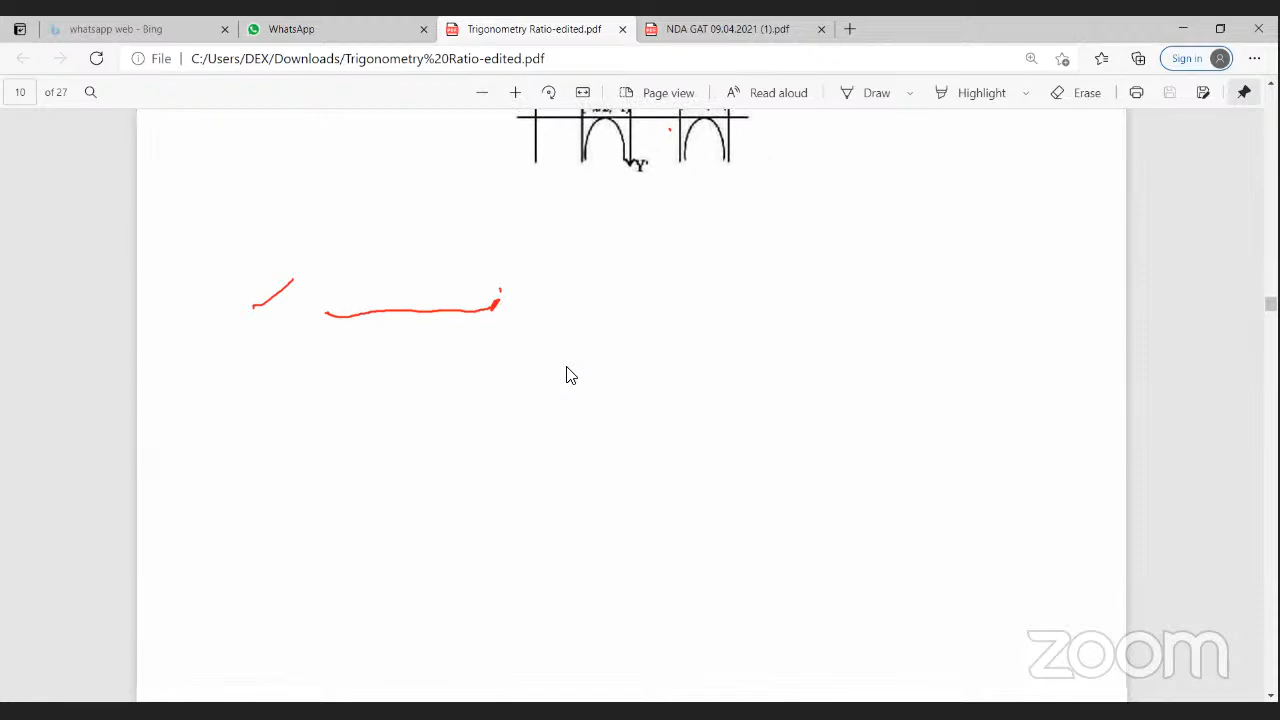 whatsapp web - Bing
WhatsApp
Trigonometry Ratio-edited.pdf
NDA GAT 09.04.2021 (1).pdf
File
C:/Users/DEX/Downloads/Trigonometry%20Ratio-edited.pdf
Sign in
10 of 27
Page view
Read aloud
Draw
Highlight
Erase
Y'
zoom